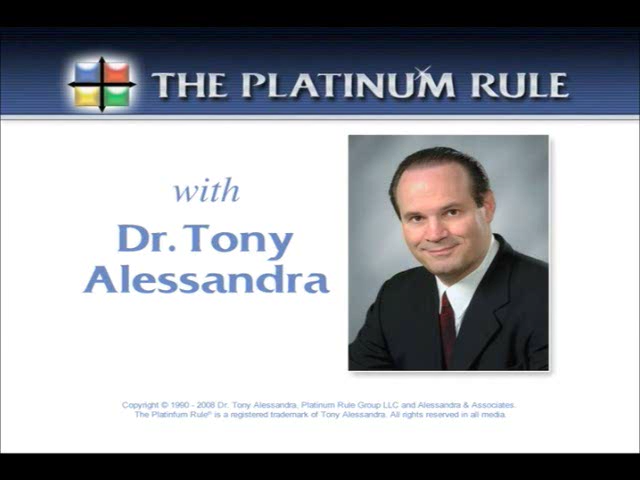 THE PLATINUM RULE
with
Dr. Tony
Alessandra
Copyright © 1990 - 2008 Dr. Tony Alessandra, Platinum Rule Group LLC and Alessandra & Associates.
The Platinfum Rule® is a registered trademark of Tony Alessandra. All rights reserved in all media.